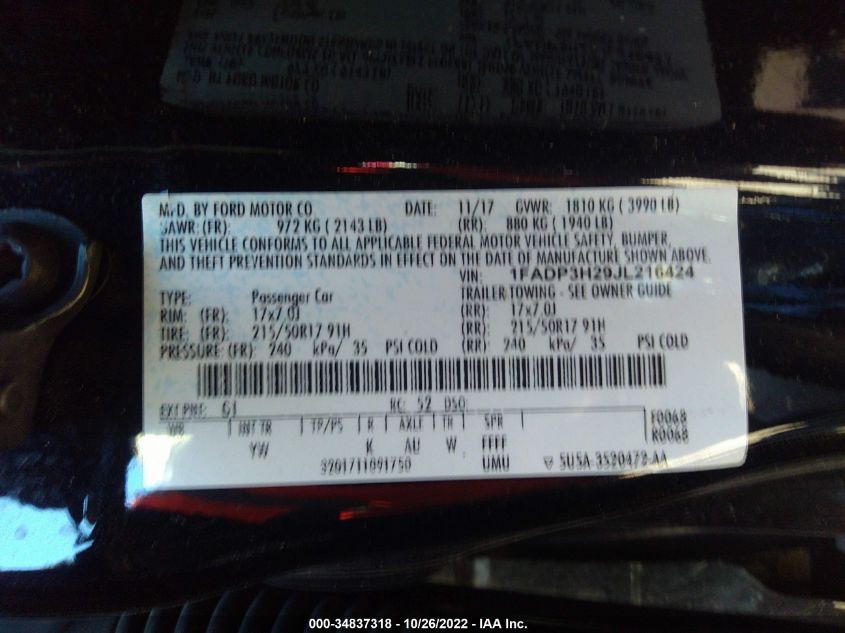 MFD. BY FORD MOTOR CO DATE: 11/17 GVWR: 1810 KG ( 3990 LB)
GAWR: (FR): 972 KG ( 2143 LB) (RR): 880 KG ( 1940 LB)
THIS VEHICLE CONFORMS TO ALL APPLICABLE FEDERAL MOTOR VEHICLE SAFETY, BUMPER,
AND THEFT PREVENTION STANDARDS IN EFFECT ON THE DATE OF MANUFACTURE SHOWN ABOVE
VIN: 1FADP3H29JL216424
TYPE: Passenger Car TRAILER TOWING - SEE OWNER GUIDE
RIM: (FR): 17x7.0J (RR): 17x7.0J
TIRE: (FR): 215/50R17 91H (RR): 215/50R17 91H
PRESSURE: (FR): 240 kPa/ 35 PSI COLD (RR): 240 kPa/ 35 PSI COLD
EXT PNT: G1 RC: 52 DSO: F0068
WB INT TR TP/PS R AXLE TR SPR R0068
YW K AU W FFFF
3201711091750 UMU 5U5A-3520472-AA
000-34837318 - 10/26/2022 - IAA Inc.